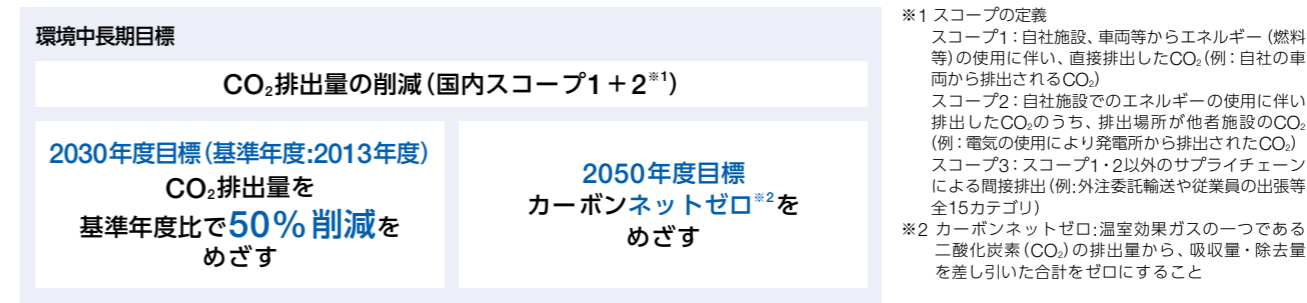 環境中長期目標
CO₂排出量の削減(国内スコープ1+2※1)
2030年度目標(基準年度:2013年度)
CO₂排出量を
基準年度比で50%削減を
めざす
2050年度目標
カーボンネットゼロ※2を
めざす
※1 スコープの定義
スコープ1:自社施設、車両等からエネルギー(燃料
等)の使用に伴い、直接排出したCO₂(例:自社の車
両から排出されるCO₂)
スコープ2:自社施設でのエネルギーの使用に伴い
排出したCO₂のうち、排出場所が他者施設のCO₂
(例:電気の使用により発電所から排出されたCO₂)
スコープ3:スコープ1・2以外のサプライチェーン
による間接排出(例:外注委託輸送や従業員の出張等
全15カテゴリ)
※2 カーボンネットゼロ:温室効果ガスの一つである
二酸化炭素(CO₂)の排出量から、吸収量・除去量
を差し引いた合計をゼロにすること